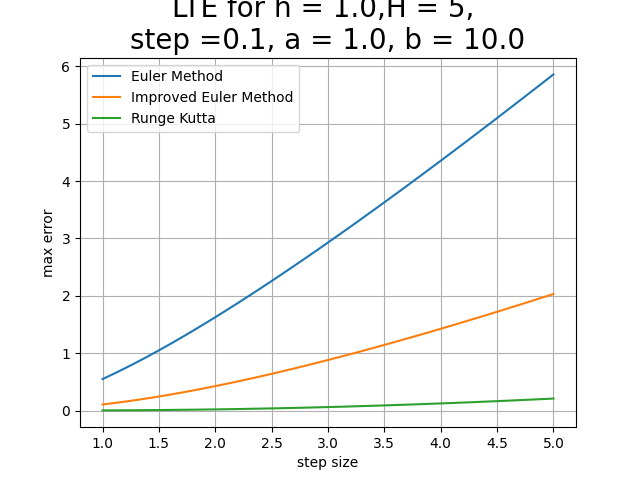 LTE for h = 1.0,H = 5,
step =0.1, a = 1.0, b = 10.0
Euler Method
Improved Euler Method
Runge Kutta
6
5
4
3
2
1
0
max error
1.0 1.5 2.0 2.5 3.0 3.5 4.0 4.5 5.0
step size